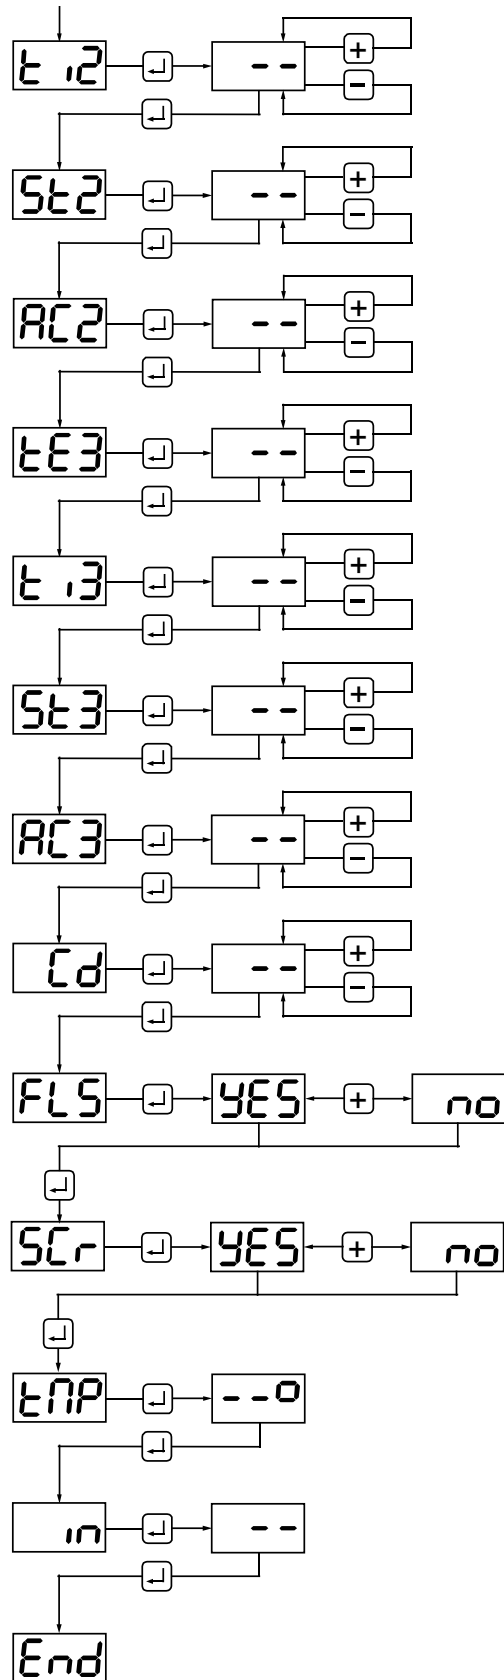 ti2 ↵ -- +
-
↵
St2 ↵ -- +
-
↵
AC2 ↵ -- +
-
↵
tE3 ↵ -- +
-
↵
ti3 ↵ -- +
-
↵
St3 ↵ -- +
-
↵
AC3 ↵ -- +
-
↵
Cd ↵ -- +
-
↵
FLS ↵ YES + no
↵
SCr ↵ YES + no
↵
tMP ↵ --°
↵
in ↵ --
↵
End